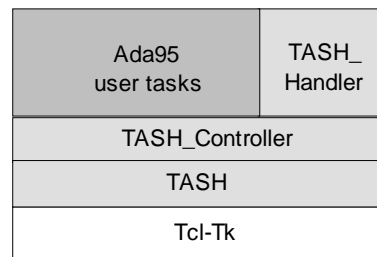 Ada95
user tasks
TASH_
Handler
TASH_Controller
TASH
Tcl-Tk